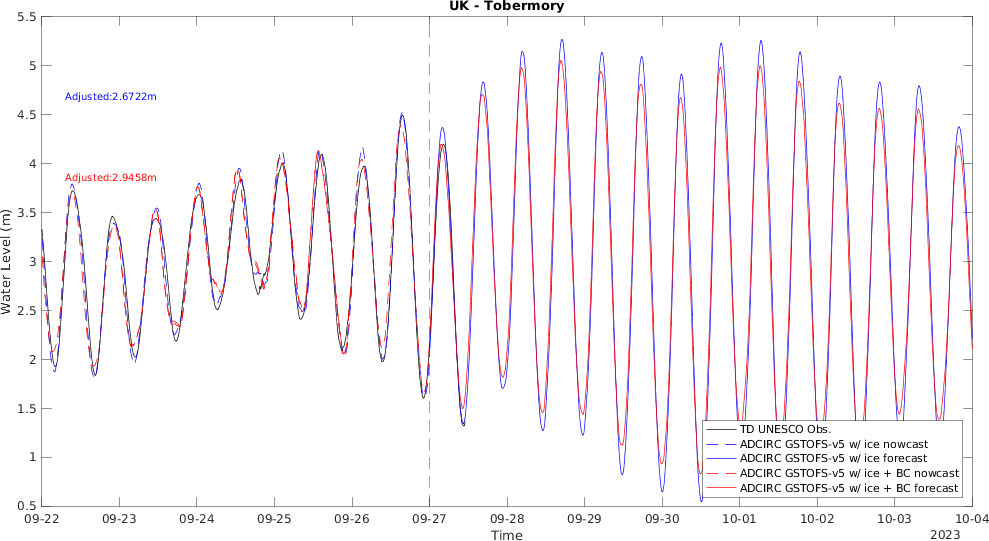 UK - Tobermory
5.5
5
4.5
4
3.5
3
2.5
2
1.5
1
0.5
Water Level (m)
Adjusted:2.6722m
Adjusted:2.9458m
TD UNESCO Obs.
ADCIRC GSTOFS-v5 w/ ice nowcast
ADCIRC GSTOFS-v5 w/ ice forecast
ADCIRC GSTOFS-v5 w/ ice + BC nowcast
ADCIRC GSTOFS-v5 w/ ice + BC forecast
09-22 09-23 09-24 09-25 09-26 09-27 09-28 09-29 09-30 10-01 10-02 10-03 10-04
Time
2023